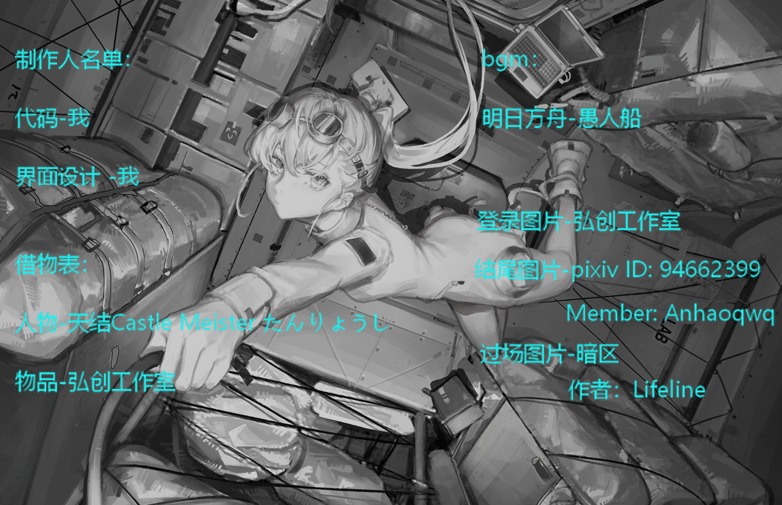 制作人名单：
代码-我
界面设计 -我
借物表：
人物-天结Castle Meister たんりょうし
物品-弘创工作室
bgm：
明日方舟-愚人船
登录图片-弘创工作室
结尾图片-pixiv ID: 94662399
Member: Anhaoqwq
过场图片-暗区
作者：Lifeline
LAB